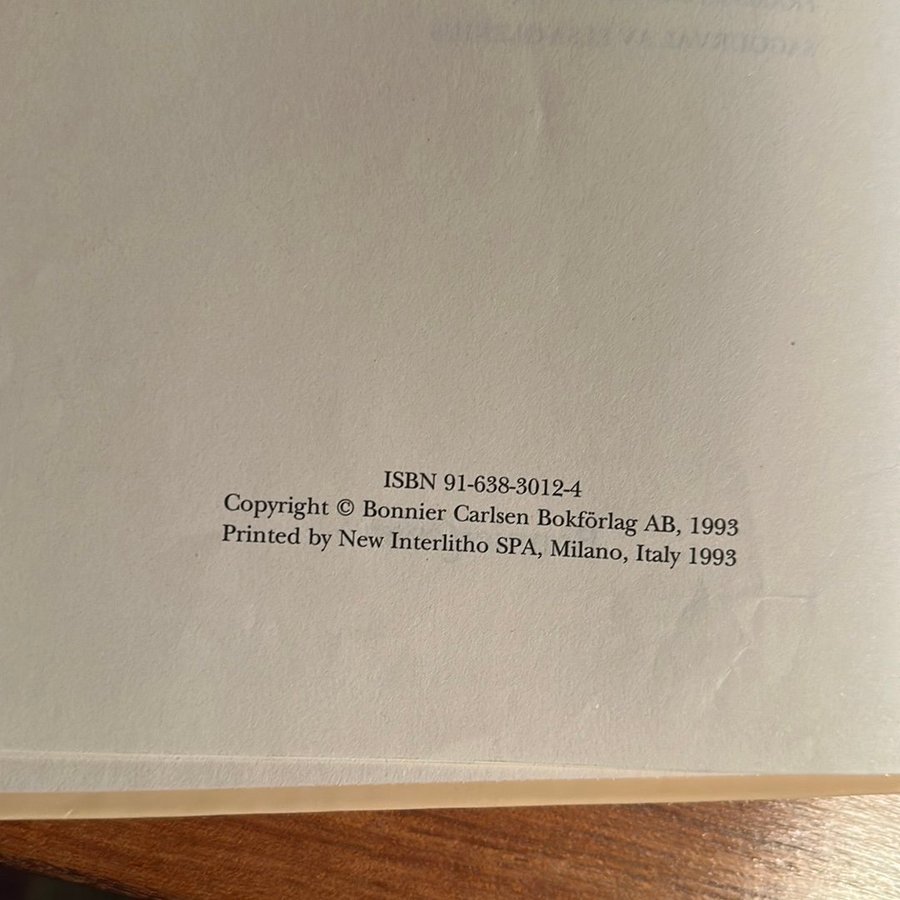 ISBN 91-638-3012-4
Copyright © Bonnier Carlsen Bokförlag AB, 1993
Printed by New Interlitho SPA, Milano, Italy 1993